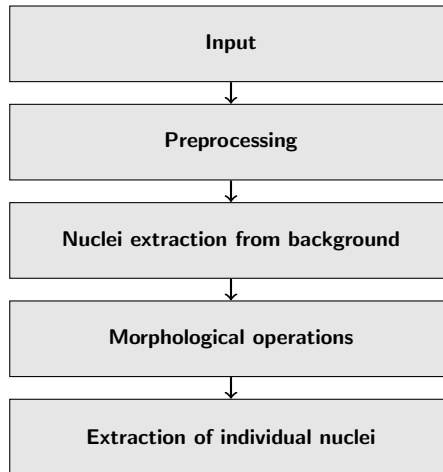 Input
Preprocessing
Nuclei extraction from background
Morphological operations
Extraction of individual nuclei